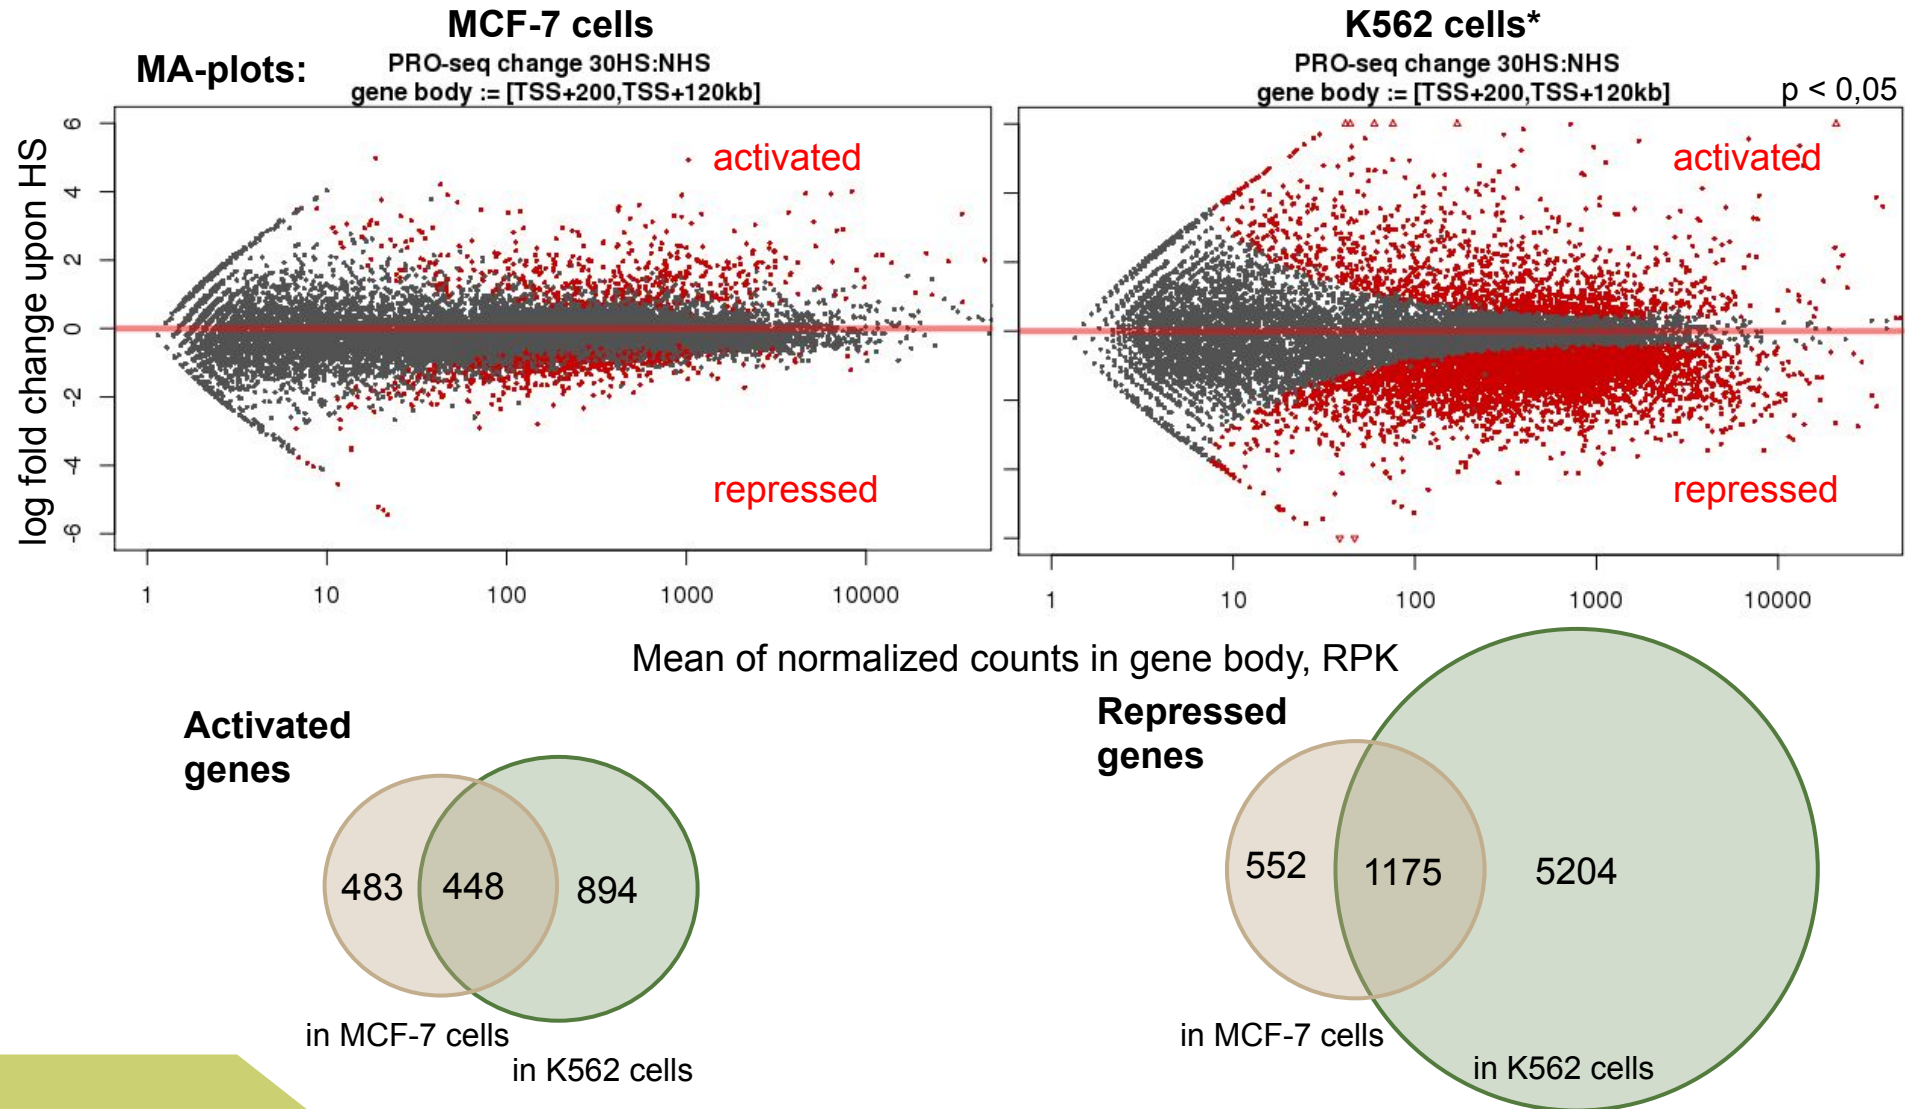 MCF-7 cells
K562 cells*
MA-plots:
PRO-seq change 30HS:NHS
gene body := [TSS+200,TSS+120kb]
PRO-seq change 30HS:NHS
gene body := [TSS+200,TSS+120kb]
p < 0,05
log fold change upon HS
6
4
2
0
-2
-4
-6
activated
repressed
activated
repressed
1 10 100 1000 10000
1 10 100 1000 10000
Mean of normalized counts in gene body, RPK
Activated
genes
483 448 894
in MCF-7 cells
in K562 cells
Repressed
genes
552 1175 5204
in MCF-7 cells
in K562 cells